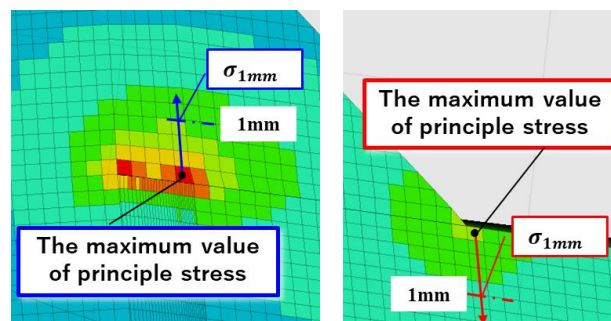 σ1mm
1mm
The maximum value
of principle stress
The maximum value
of principle stress
σ1mm
1mm